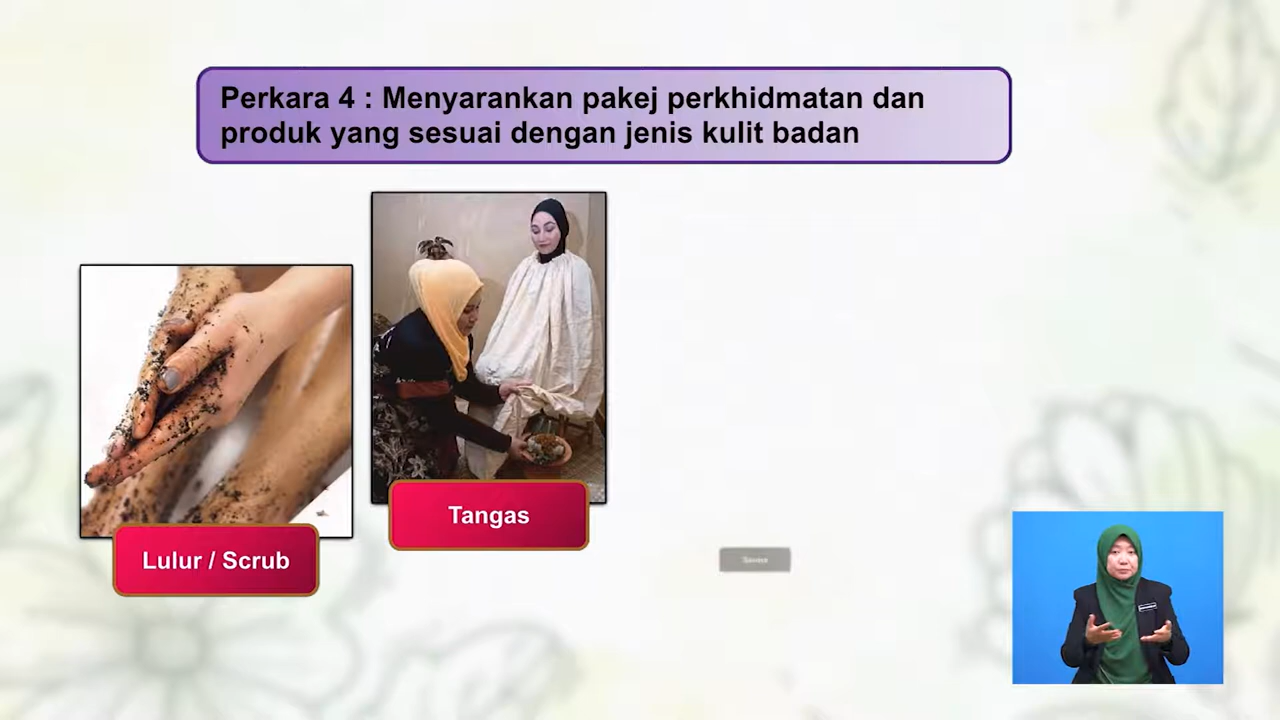 Perkara 4 : Menyarankan pakej perkhidmatan dan
produk yang sesuai dengan jenis kulit badan
Tangas
Lulur / Scrub